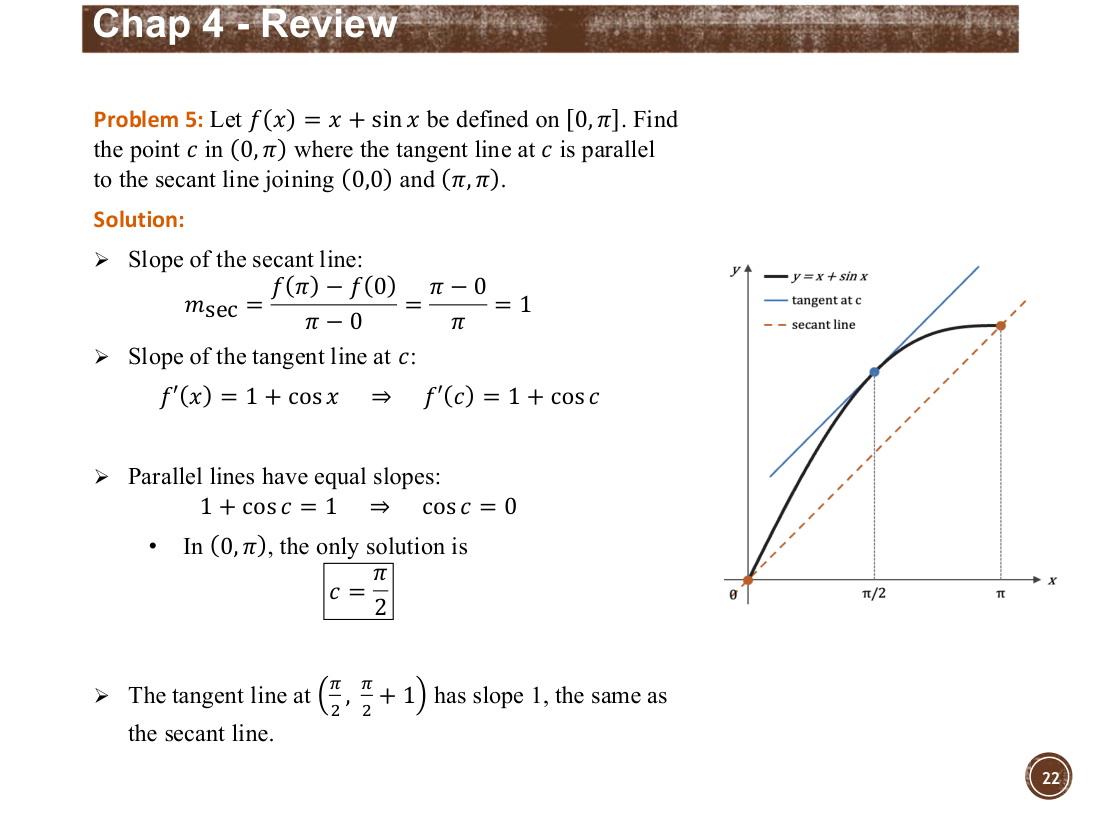 Chap 4 - Review
Problem 5: Let f(x) = x + sin x be defined on [0, π]. Find
the point c in (0, π) where the tangent line at c is parallel
to the secant line joining (0,0) and (π, π).
Solution:
➢ Slope of the secant line:
m_sec = (f(π) − f(0))/(π − 0) = (π − 0)/π = 1
➢ Slope of the tangent line at c:
f′(x) = 1 + cos x ⇒ f′(c) = 1 + cos c
➢ Parallel lines have equal slopes:
1 + cos c = 1 ⇒ cos c = 0
• In (0, π), the only solution is
c = π/2
➢ The tangent line at (π/2, π/2 + 1) has slope 1, the same as
the secant line.
y
y = x + sin x
tangent at c
secant line
0
π/2
π
x
22